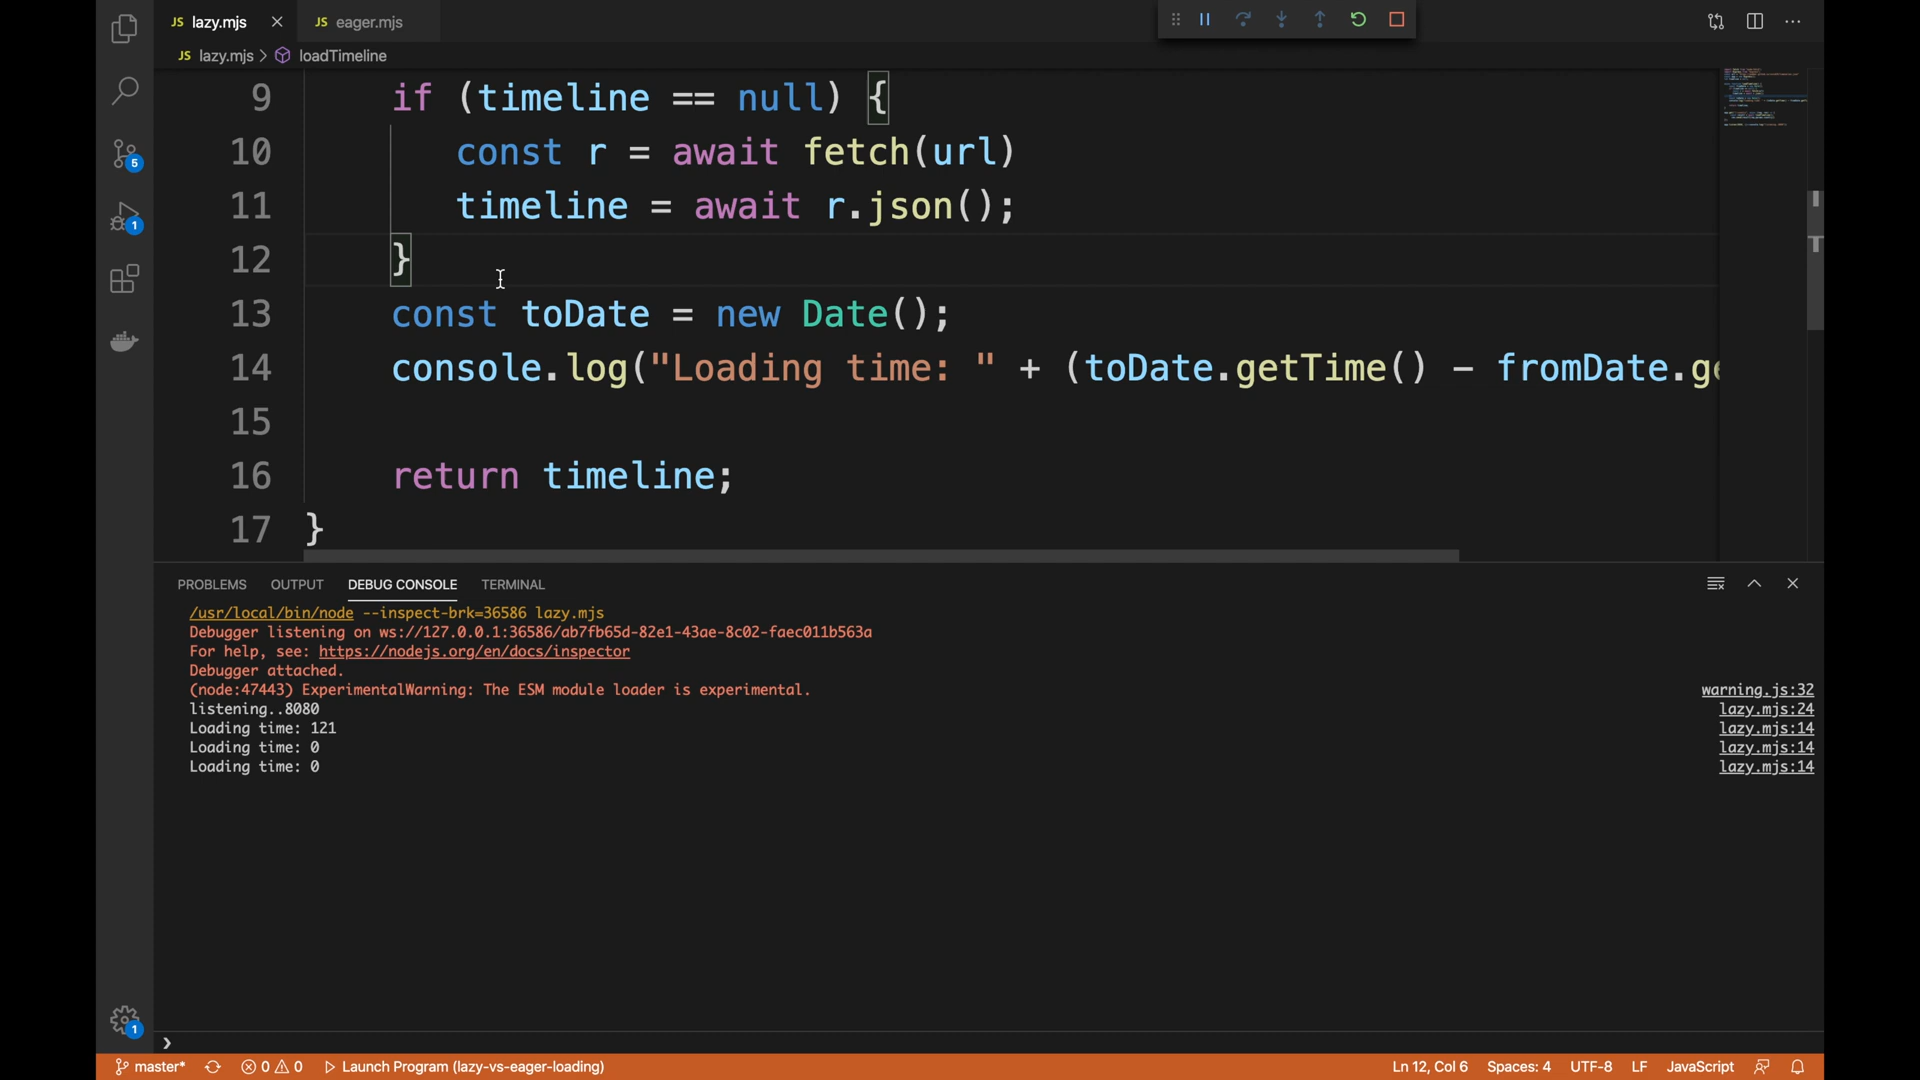 JS lazy.mjs
JS eager.mjs
JS lazy.mjs > loadTimeline
9 if (timeline == null) {
10 const r = await fetch(url)
11 timeline = await r.json();
12 }
13 const toDate = new Date();
14 console.log("Loading time: " + (toDate.getTime() - fromDate.ge
15
16 return timeline;
17 }
5
1
PROBLEMS OUTPUT DEBUG CONSOLE TERMINAL
/usr/local/bin/node --inspect-brk=36586 lazy.mjs
Debugger listening on ws://127.0.0.1:36586/ab7fb65d-82e1-43ae-8c02-faec011b563a
For help, see: https://nodejs.org/en/docs/inspector
Debugger attached.
(node:47443) ExperimentalWarning: The ESM module loader is experimental. warning.js:32
listening..8080 lazy.mjs:24
Loading time: 121 lazy.mjs:14
Loading time: 0 lazy.mjs:14
Loading time: 0 lazy.mjs:14
1
master* 0 0 Launch Program (lazy-vs-eager-loading) Ln 12, Col 6 Spaces: 4 UTF-8 LF JavaScript